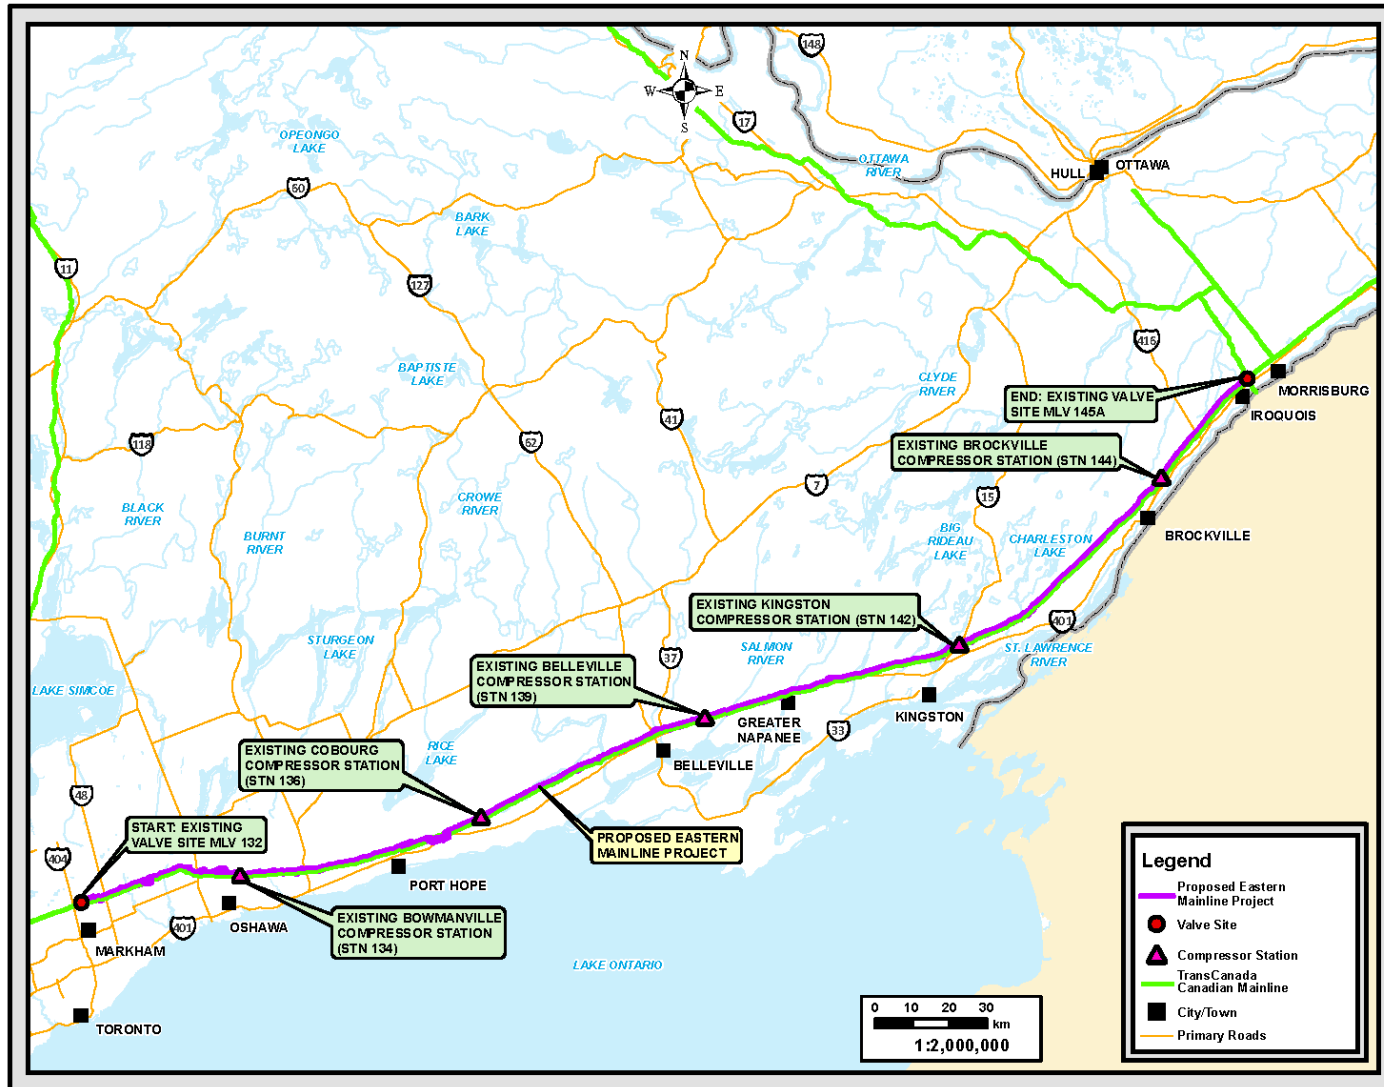 148
N
W
E
S
17
OPEONGO
LAKE
OTTAWA
RIVER
HULL
OTTAWA
60
BARK
LAKE
11
127
416
BAPTISTE
LAKE
CLYDE
RIVER
END: EXISTING VALVE
SITE MLV 145A
MORRISBURG
IROQUOIS
41
118
62
EXISTING BROCKVILLE
COMPRESSOR STATION (STN 144)
7
15
BLACK
RIVER
CROWE
RIVER
BURNT
RIVER
BIG
RIDEAU
LAKE
CHARLESTON
LAKE
BROCKVILLE
EXISTING KINGSTON
COMPRESSOR STATION (STN 142)
401
STURGEON
LAKE
SALMON
RIVER
ST. LAWRENCE
RIVER
37
EXISTING BELLEVILLE
COMPRESSOR STATION
(STN 139)
LAKE SIMCOE
KINGSTON
GREATER
NAPANEE
33
EXISTING COBOURG
COMPRESSOR STATION
(STN 136)
RICE
LAKE
BELLEVILLE
48
START: EXISTING
VALVE SITE MLV 132
PROPOSED EASTERN
MAINLINE PROJECT
404
PORT HOPE
EXISTING BOWMANVILLE
COMPRESSOR STATION
(STN 134)
OSHAWA
401
MARKHAM
LAKE ONTARIO
TORONTO
0 10 20 30
km
1:2,000,000
Legend
Proposed Eastern
Mainline Project
Valve Site
Compressor Station
TransCanada
Canadian Mainline
City/Town
Primary Roads